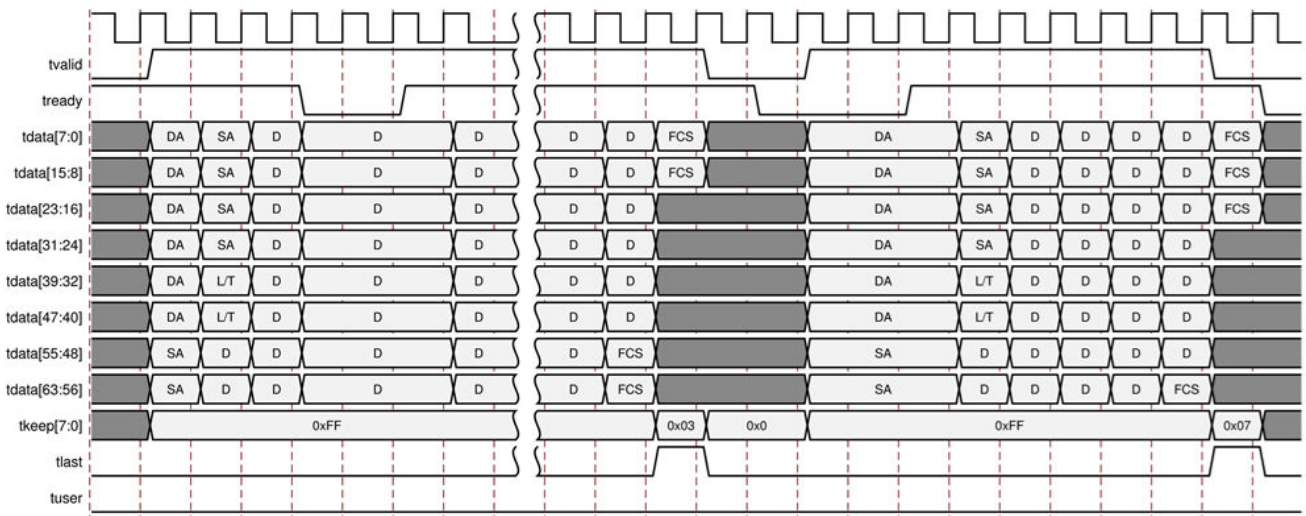 tvalid
tready
tdata[7:0] DA SA D D D D D FCS DA SA D D D D FCS
tdata[15:8] DA SA D D D D D FCS DA SA D D D D FCS
tdata[23:16] DA SA D D D D D DA SA D D D D FCS
tdata[31:24] DA SA D D D D D DA SA D D D D
tdata[39:32] DA L/T D D D D D DA L/T D D D D
tdata[47:40] DA L/T D D D D D DA L/T D D D D
tdata[55:48] SA D D D D D FCS SA D D D D D
tdata[63:56] SA D D D D D FCS SA D D D D FCS
tkeep[7:0] 0xFF 0x03 0x0 0xFF 0x07
tlast
tuser